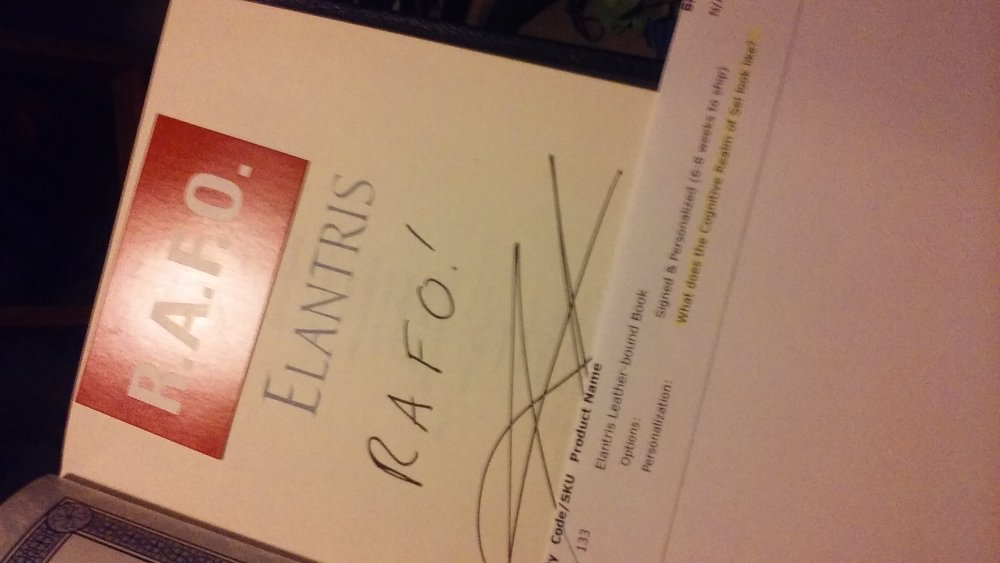 R.A.F.O.
ELANTRIS
RAFO!
Y Code/SKU Product Name
133
Elantris Leather-bound Book
Options: Signed & Personalized (6-8 weeks to ship)
Personalization: What does the Cognitive Realm of Sel look like?
N/